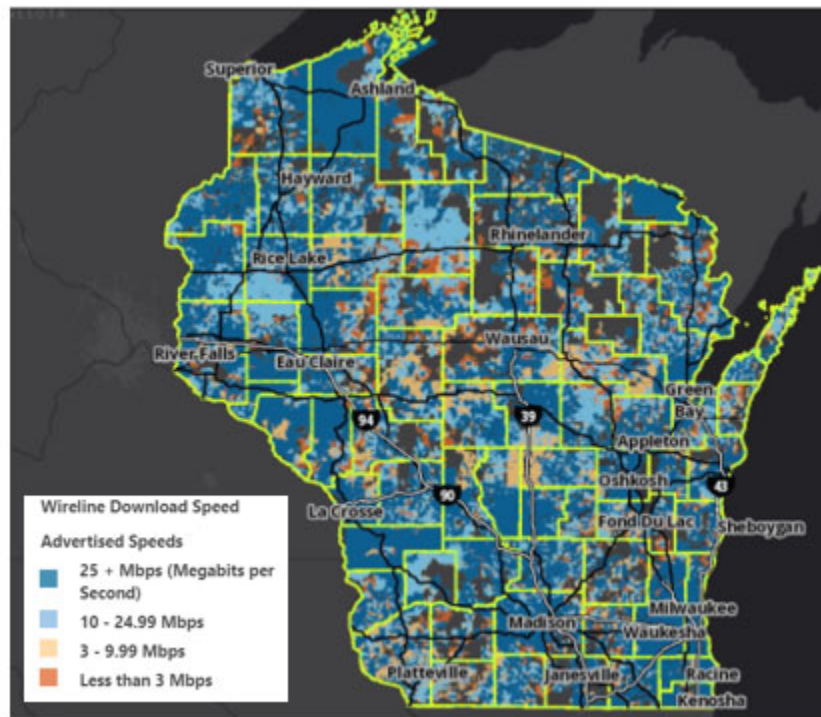 Superior
Ashland
Hayward
Rhinelander
Rice Lake
Wausau
River Falls
Eau Claire
Green
Bay
94
39
Appleton
Oshkosh
43
90
La Crosse
Fond Du Lac
Sheboygan
Milwaukee
Madison
Waukesha
Platteville
Janesville
Racine
Kenosha
Wireline Download Speed
Advertised Speeds
25 + Mbps (Megabits per
Second)
10 - 24.99 Mbps
3 - 9.99 Mbps
Less than 3 Mbps